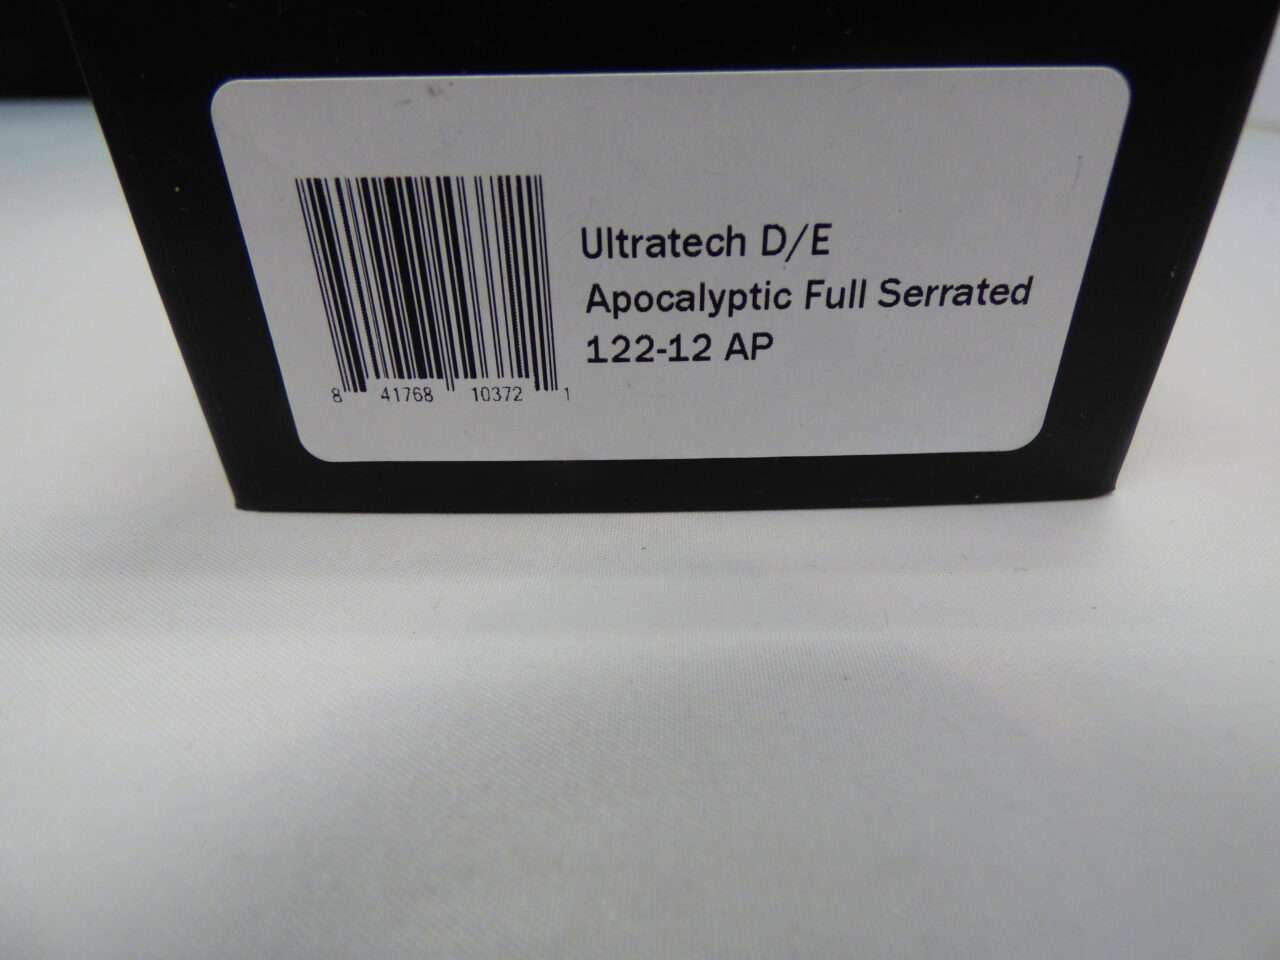 Ultratech D/E
Apocalyptic Full Serrated
122-12 AP
8 41768 10372 1